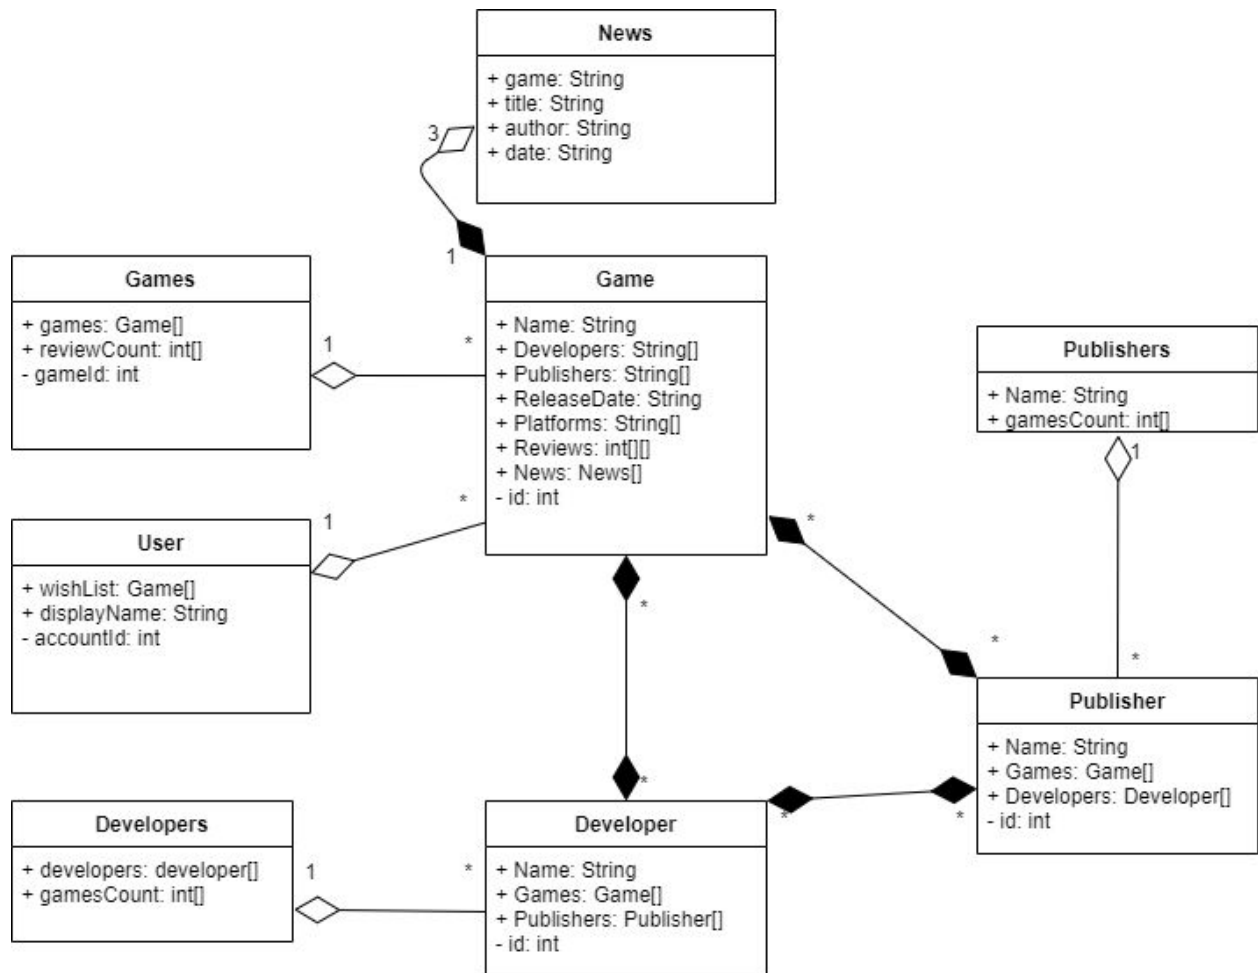 News
+ game: String
+ title: String
+ author: String
+ date: String
3
1
Games
+ games: Game[]
+ reviewCount: int[]
- gameId: int
1
*
Game
+ Name: String
+ Developers: String[]
+ Publishers: String[]
+ ReleaseDate: String
+ Platforms: String[]
+ Reviews: int[][]
+ News: News[]
- id: int
Publishers
+ Name: String
+ gamesCount: int[]
1
*
User
+ wishList: Game[]
+ displayName: String
- accountId: int
1
*
*
*
*
*
Publisher
+ Name: String
+ Games: Game[]
+ Developers: Developer[]
- id: int
Developers
+ developers: developer[]
+ gamesCount: int[]
1
*
Developer
+ Name: String
+ Games: Game[]
+ Publishers: Publisher[]
- id: int
*
*